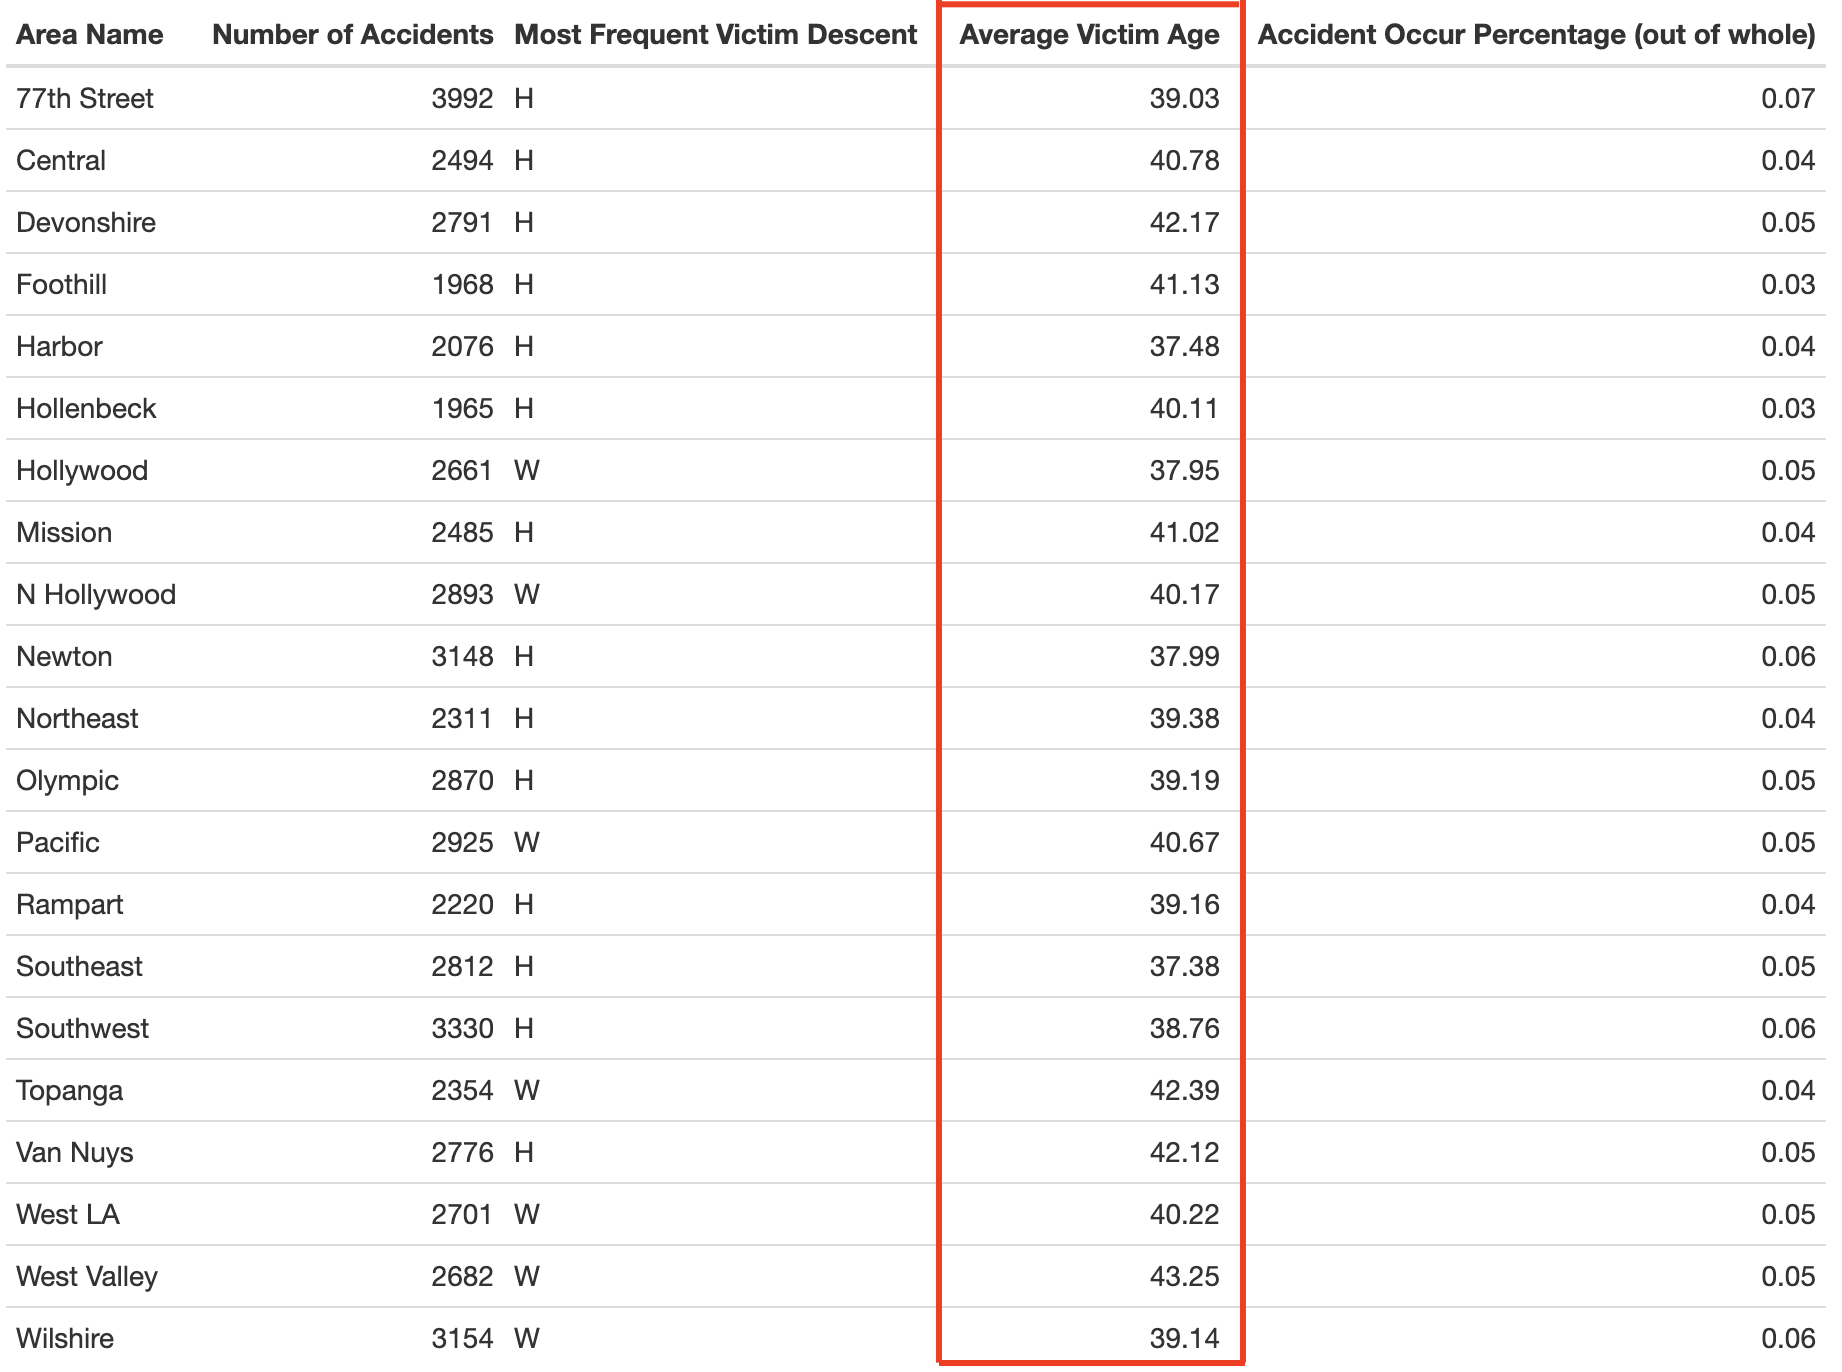 Area Name Number of Accidents Most Frequent Victim Descent Average Victim Age Accident Occur Percentage (out of whole)
77th Street 3992 H 39.03 0.07
Central 2494 H 40.78 0.04
Devonshire 2791 H 42.17 0.05
Foothill 1968 H 41.13 0.03
Harbor 2076 H 37.48 0.04
Hollenbeck 1965 H 40.11 0.03
Hollywood 2661 W 37.95 0.05
Mission 2485 H 41.02 0.04
N Hollywood 2893 W 40.17 0.05
Newton 3148 H 37.99 0.06
Northeast 2311 H 39.38 0.04
Olympic 2870 H 39.19 0.05
Pacific 2925 W 40.67 0.05
Rampart 2220 H 39.16 0.04
Southeast 2812 H 37.38 0.05
Southwest 3330 H 38.76 0.06
Topanga 2354 W 42.39 0.04
Van Nuys 2776 H 42.12 0.05
West LA 2701 W 40.22 0.05
West Valley 2682 W 43.25 0.05
Wilshire 3154 W 39.14 0.06